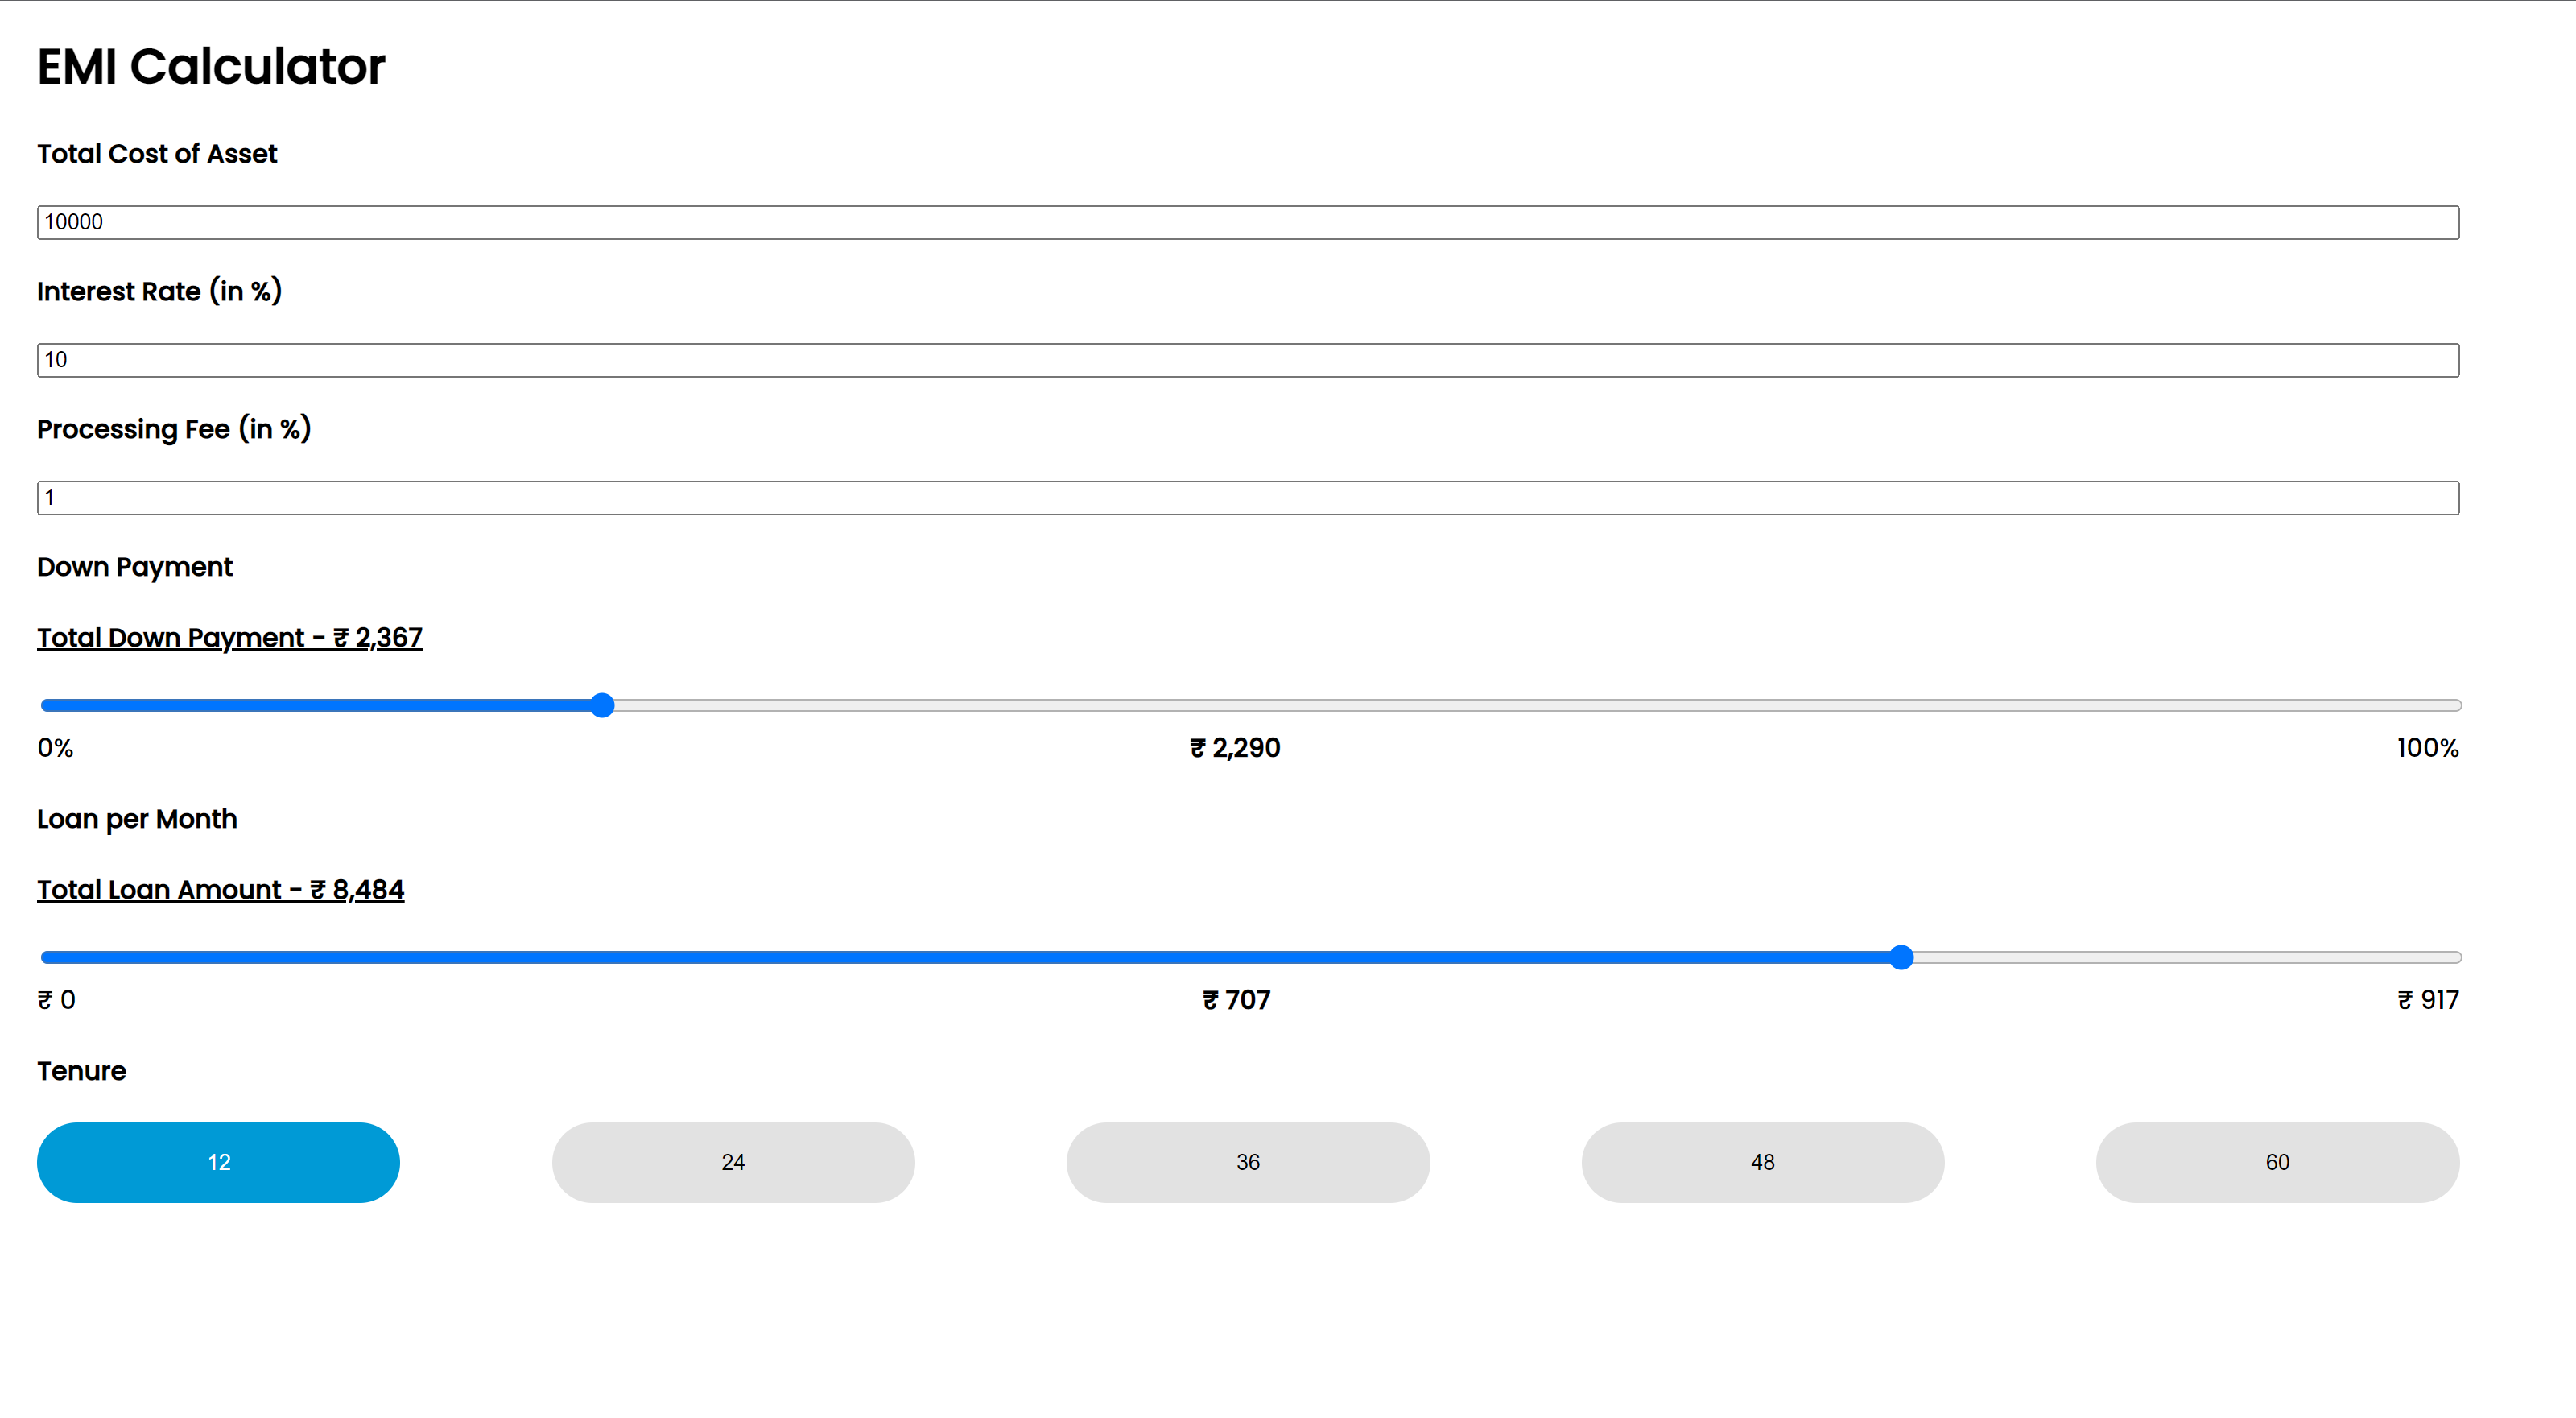 EMI Calculator
Total Cost of Asset
10000
Interest Rate (in %)
10
Processing Fee (in %)
1
Down Payment
Total Down Payment - ₹ 2,367
0% ₹ 2,290 100%
Loan per Month
Total Loan Amount - ₹ 8,484
₹ 0 ₹ 707 ₹ 917
Tenure
12 24 36 48 60